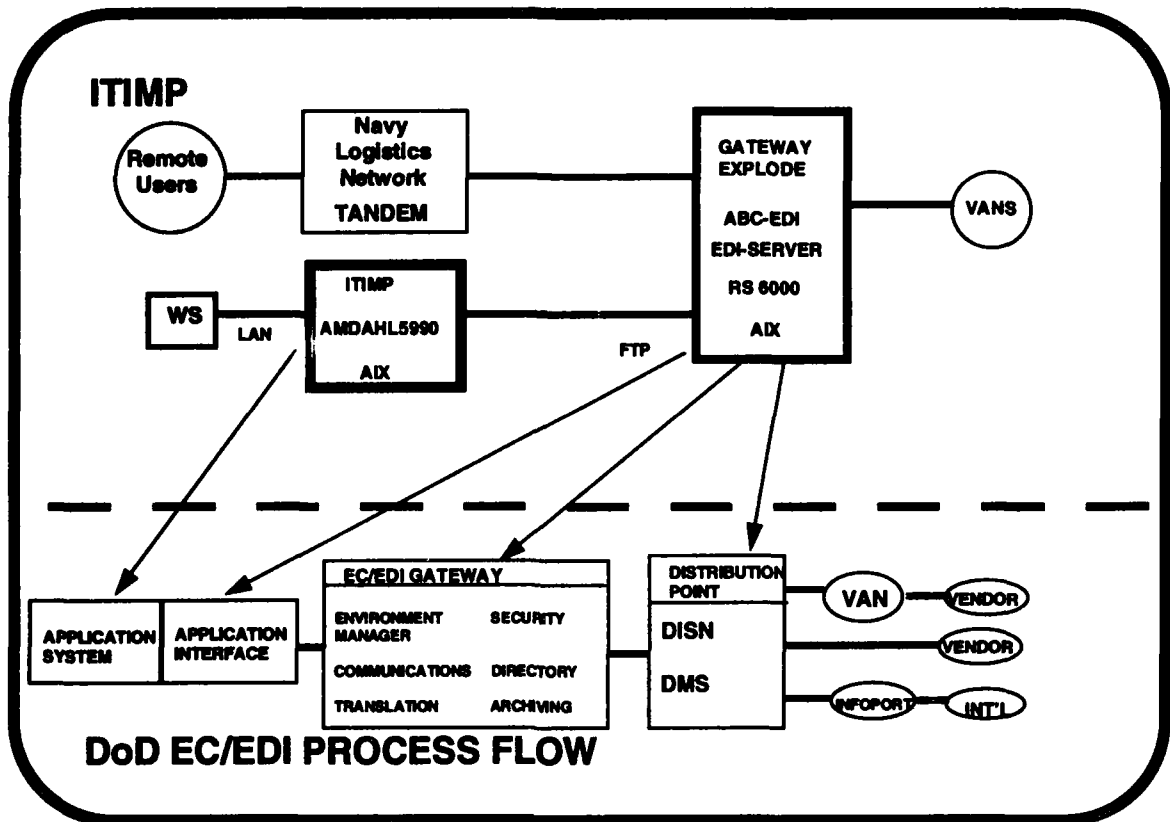 ITIMP
Remote
Users
Navy
Logistics
Network
TANDEM
GATEWAY
EXPLODE
ABC-EDI
EDI-SERVER
RS 6000
AIX
VANS
WS
LAN
ITIMP
AMDAHL5990
AIX
FTP
APPLICATION
SYSTEM
APPLICATION
INTERFACE
EC/EDI GATEWAY
ENVIRONMENT
MANAGER
SECURITY
COMMUNICATIONS
DIRECTORY
TRANSLATION
ARCHIVING
DISTRIBUTION
POINT
DISN
DMS
VAN
VENDOR
VENDOR
INFOPORT
INT'L
DoD EC/EDI PROCESS FLOW